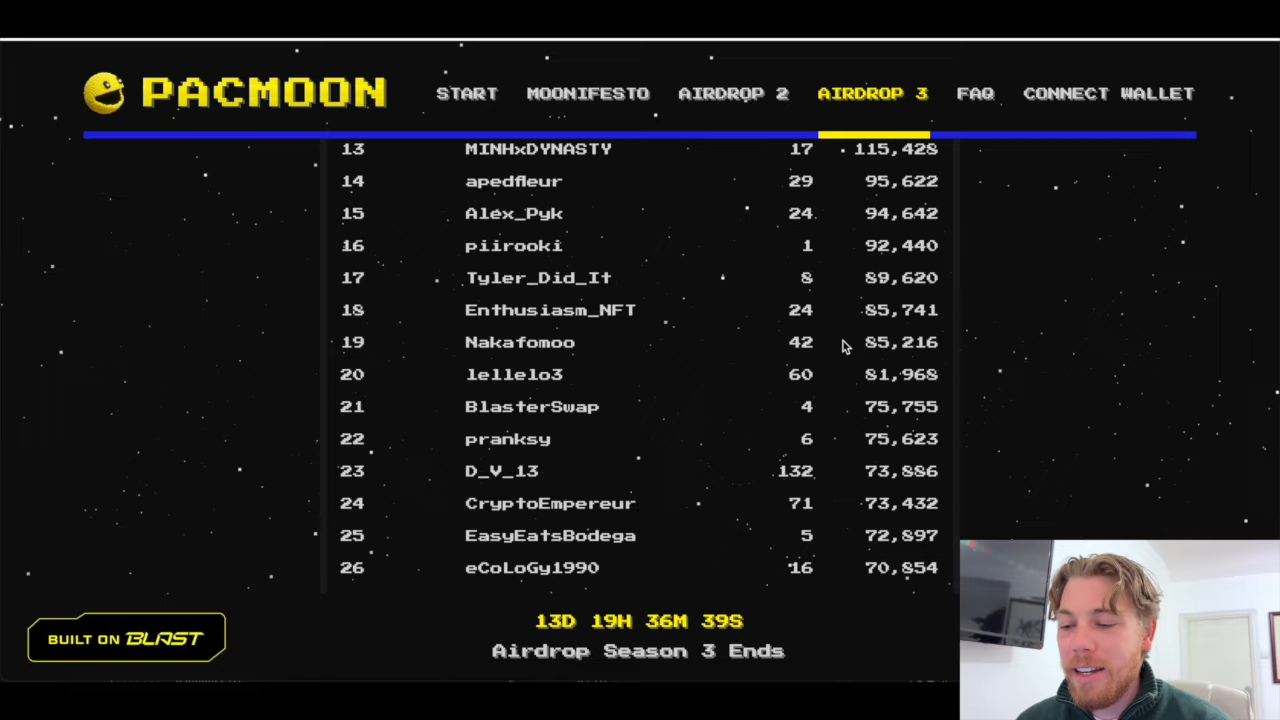 PACMOON START MOONIFESTO AIRDROP 2 AIRDROP 3 FAQ CONNECT WALLET
13 MINHxDYNASTY 17 115,428
14 apedfleur 29 95,622
15 Alex_Pyk 24 94,642
16 piirooki 1 92,440
17 Tyler_Did_It 8 89,620
18 Enthusiasm_NFT 24 85,741
19 Nakafomoo 42 85,216
20 lellelo3 60 81,968
21 BlasterSwap 4 75,755
22 pranksy 6 75,623
23 D_V_13 132 73,886
24 CryptoEmpereur 71 73,432
25 EasyEatsBodega 5 72,897
26 eCoLoGy1990 16 70,854
13D 19H 36M 39S
BUILT ON BLAST
Airdrop Season 3 Ends